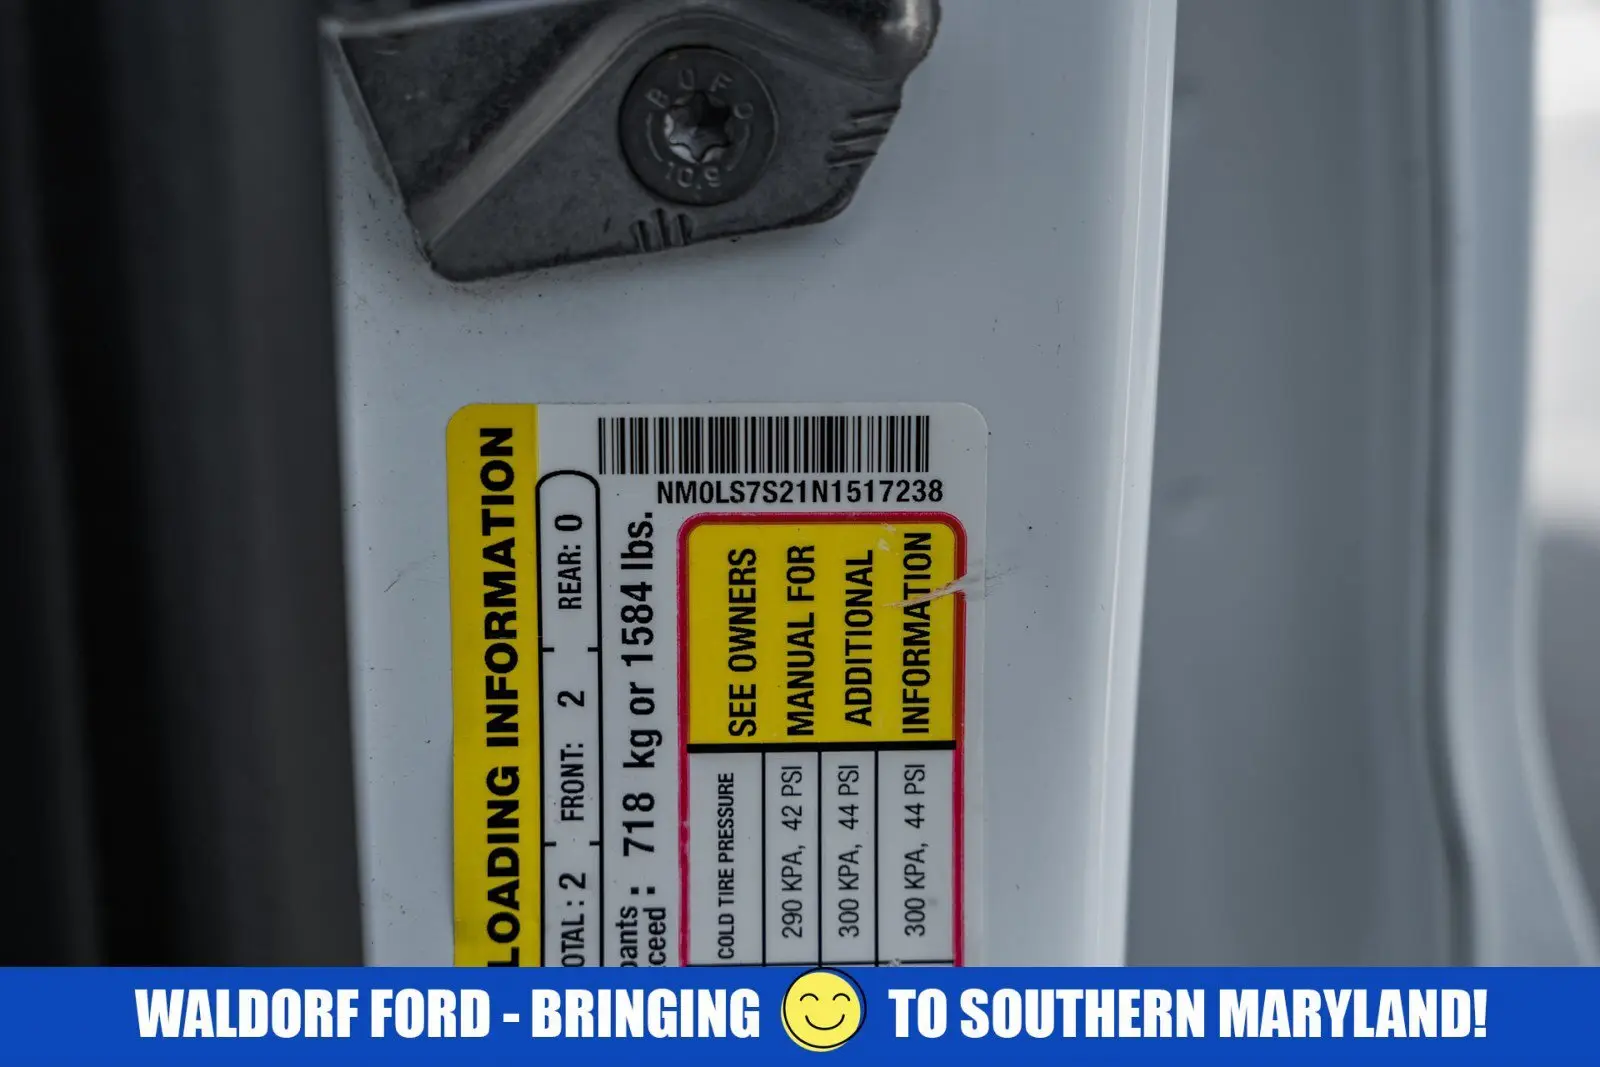 BUFO
10.9
NM0LS7S21N1517238
LOADING INFORMATION
OTAL : 2 FRONT: 2 REAR: 0
pants
xceed : 718 kg or 1584 lbs.
COLD TIRE PRESSURE
290 KPA, 42 PSI
300 KPA, 44 PSI
300 KPA, 44 PSI
SEE OWNERS
MANUAL FOR
ADDITIONAL
INFORMATION
WALDORF FORD - BRINGING TO SOUTHERN MARYLAND!